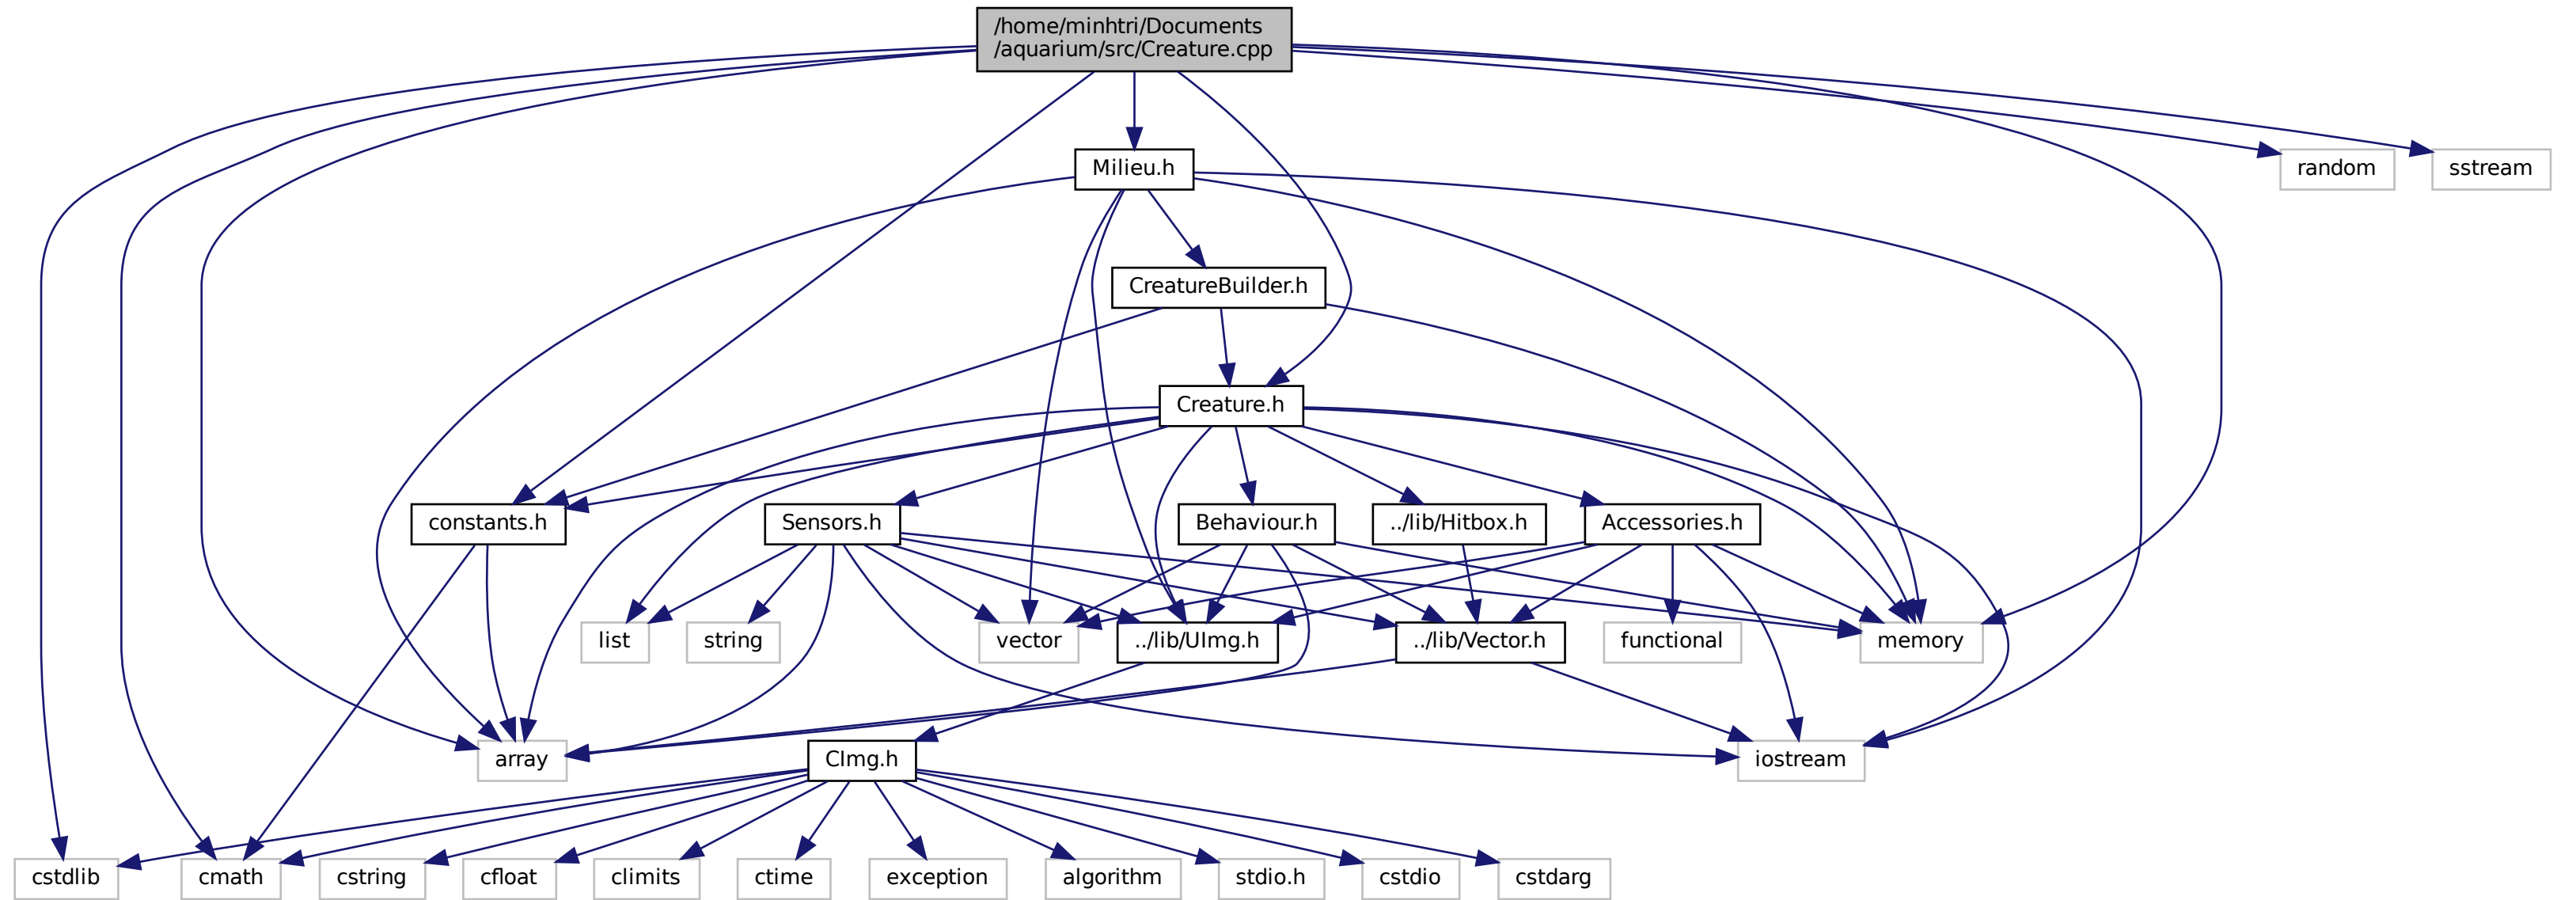 /home/minhtri/Documents
/aquarium/src/Creature.cpp
Milieu.h
random
sstream
CreatureBuilder.h
Creature.h
constants.h
Sensors.h
Behaviour.h
../lib/Hitbox.h
Accessories.h
list
string
vector
../lib/UImg.h
../lib/Vector.h
functional
memory
array
CImg.h
iostream
cstdlib
cmath
cstring
cfloat
climits
ctime
exception
algorithm
stdio.h
cstdio
cstdarg